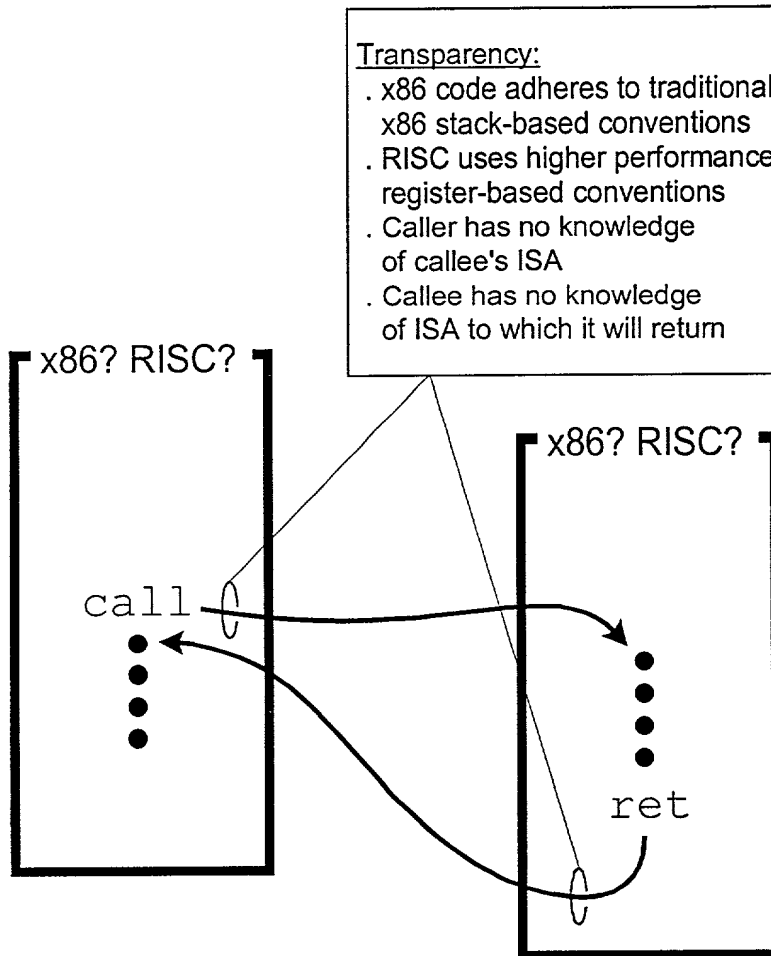 Transparency:
. x86 code adheres to traditional
x86 stack-based conventions
. RISC uses higher performance
register-based conventions
. Caller has no knowledge
of callee's ISA
. Callee has no knowledge
of ISA to which it will return
x86? RISC?
x86? RISC?
call
ret